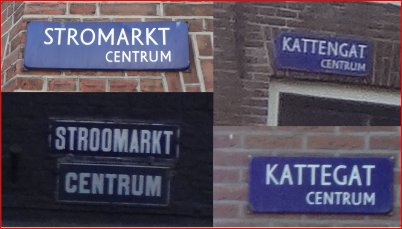 STROMARKT
CENTRUM
KATTENGAT
CENTRUM
STROOMARKT
CENTRUM
KATTEGAT
CENTRUM